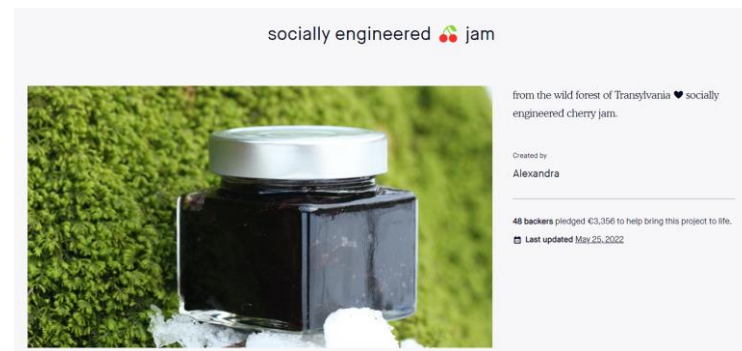 socially engineered 🍒 jam
from the wild forest of Transylvania 🖤 socially
engineered cherry jam.
Created by
Alexandra
48 backers pledged €3,356 to help bring this project to life.
Last updated May 25, 2022